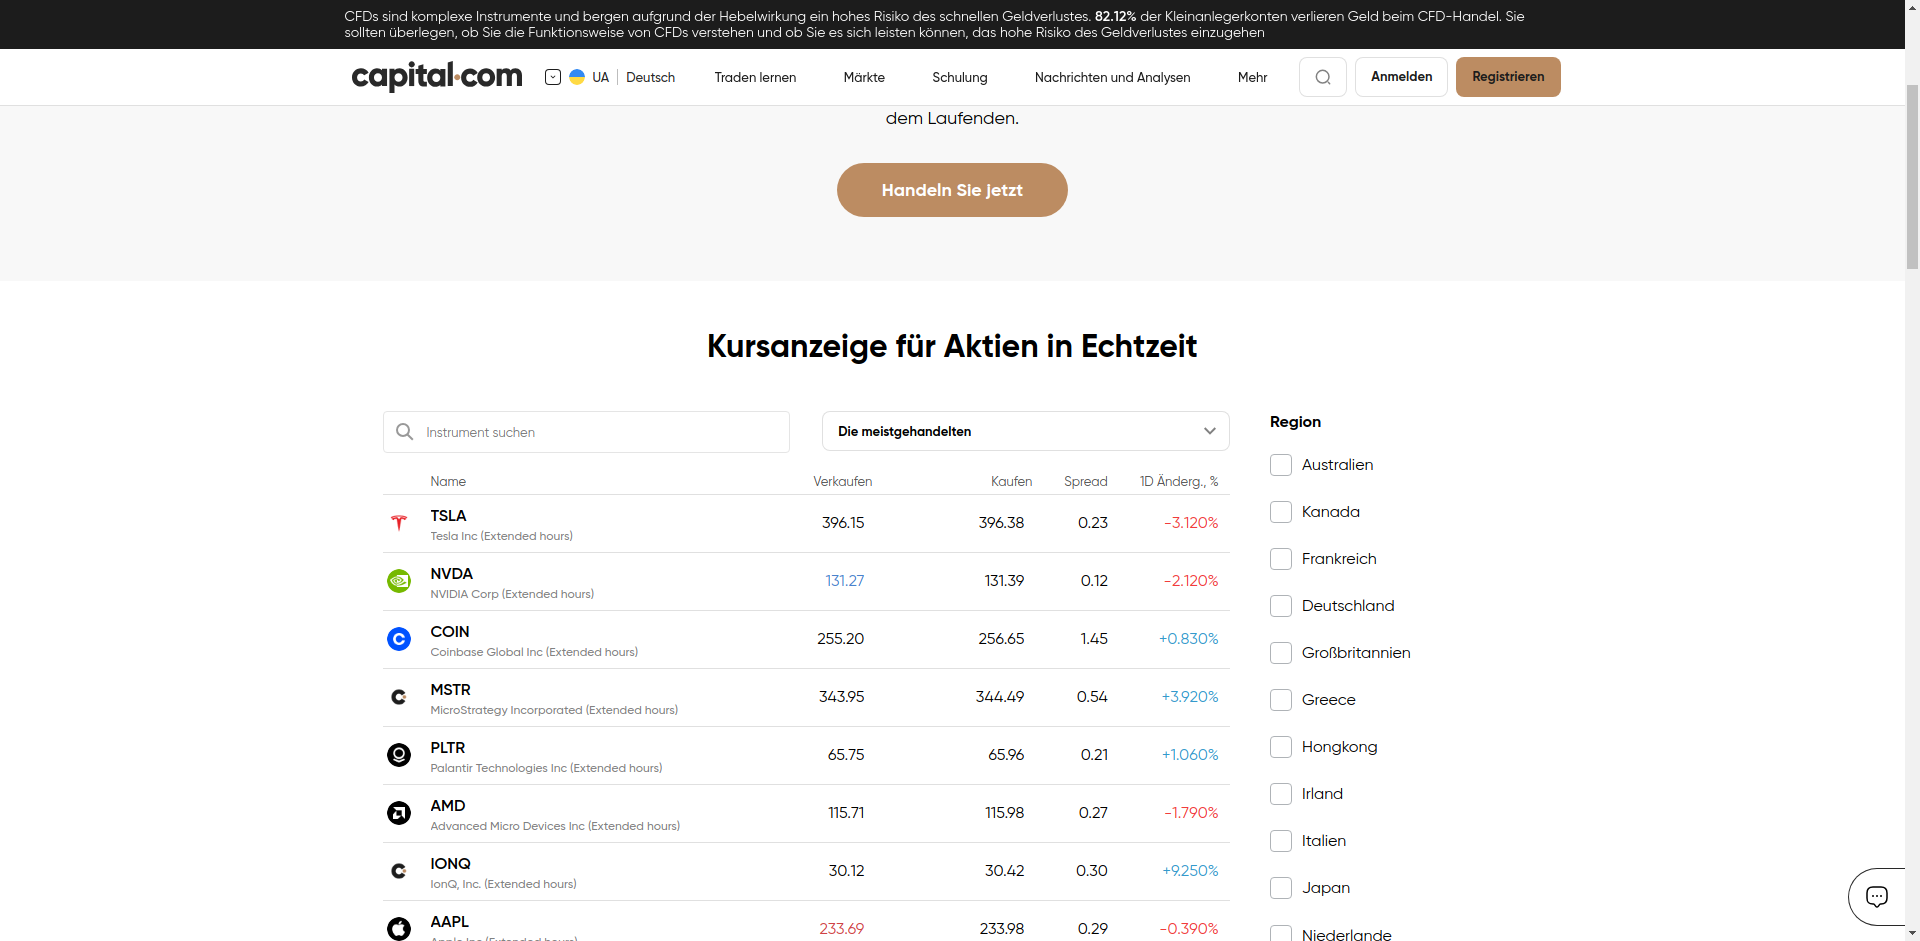 CFDs sind komplexe Instrumente und bergen aufgrund der Hebelwirkung ein hohes Risiko des schnellen Geldverlustes. 82.12% der Kleinanlegerkonten verlieren Geld beim CFD-Handel. Sie
sollten überlegen, ob Sie die Funktionsweise von CFDs verstehen und ob Sie es sich leisten können, das hohe Risiko des Geldverlustes einzugehen
capital.com UA Deutsch Traden lernen Märkte Schulung Nachrichten und Analysen Mehr Anmelden Registrieren
dem Laufenden.
Handeln Sie jetzt
Kursanzeige für Aktien in Echtzeit
Instrument suchen
Die meistgehandelten
Name Verkaufen Kaufen Spread 1D Änderg., %
TSLA 396.15 396.38 0.23 -3.120%
Tesla Inc (Extended hours)
NVDA 131.27 131.39 0.12 -2.120%
NVIDIA Corp (Extended hours)
COIN 255.20 256.65 1.45 +0.830%
Coinbase Global Inc (Extended hours)
MSTR 343.95 344.49 0.54 +3.920%
MicroStrategy Incorporated (Extended hours)
PLTR 65.75 65.96 0.21 +1.060%
Palantir Technologies Inc (Extended hours)
AMD 115.71 115.98 0.27 -1.790%
Advanced Micro Devices Inc (Extended hours)
IONQ 30.12 30.42 0.30 +9.250%
IonQ, Inc. (Extended hours)
AAPL 233.69 233.98 0.29 -0.390%
Apple Inc (Extended hours)
Region
Australien
Kanada
Frankreich
Deutschland
Großbritannien
Greece
Hongkong
Irland
Italien
Japan
Niederlande